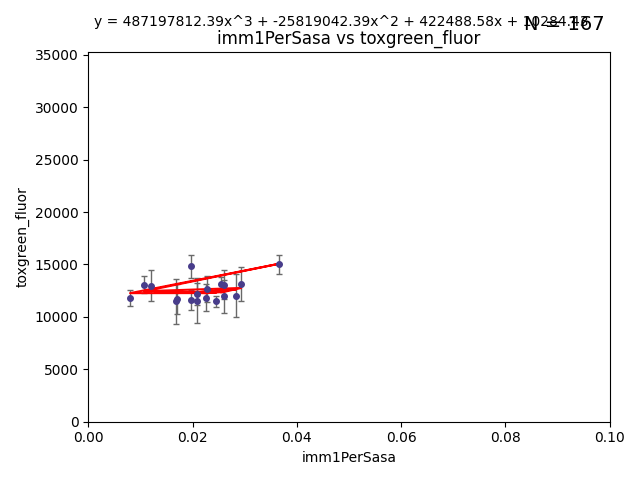 y = 487197812.39x^3 + -25819042.39x^2 + 422488.58x + 10284.43
N = 167
imm1PerSasa vs toxgreen_fluor
35000
30000
25000
20000
15000
10000
5000
0
toxgreen_fluor
0.00 0.02 0.04 0.06 0.08 0.10
imm1PerSasa